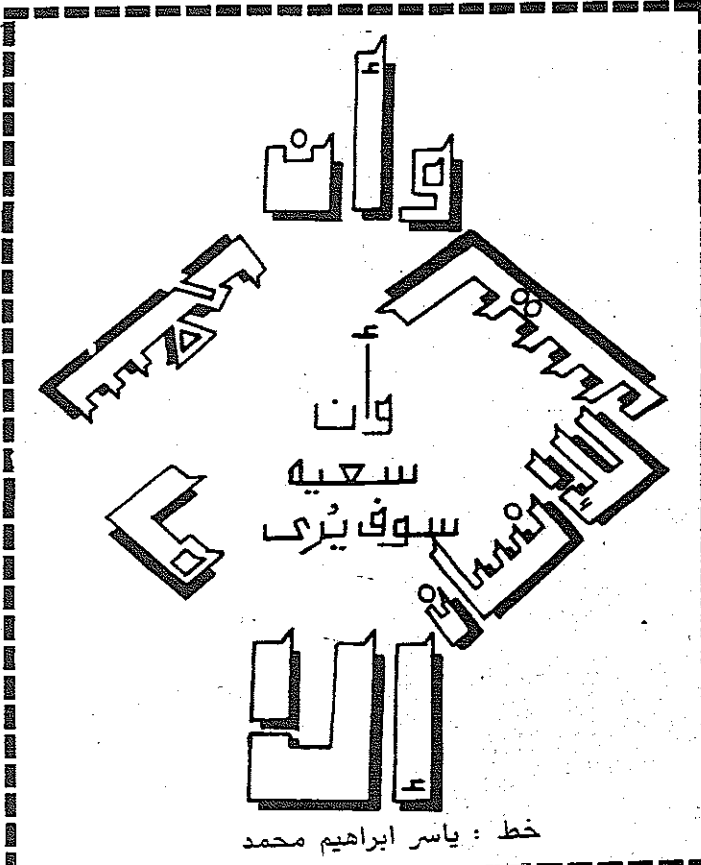 وأن
ليس
للإنسان
إلا
ما
سعى
وأن
سعيه
سوف يُرى
خط : ياسر ابراهيم محمد